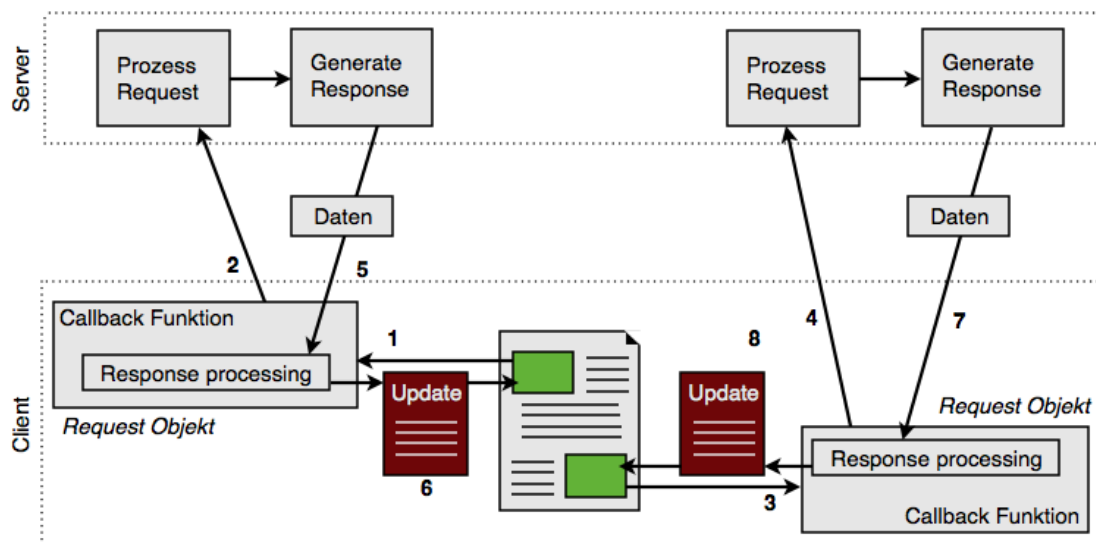 Server
Prozess
Request
Generate
Response
Prozess
Request
Generate
Response
Daten
Daten
2
5
4
7
Client
Callback Funktion
Response processing
Request Objekt
1
Update
6
8
Update
3
Request Objekt
Response processing
Callback Funktion